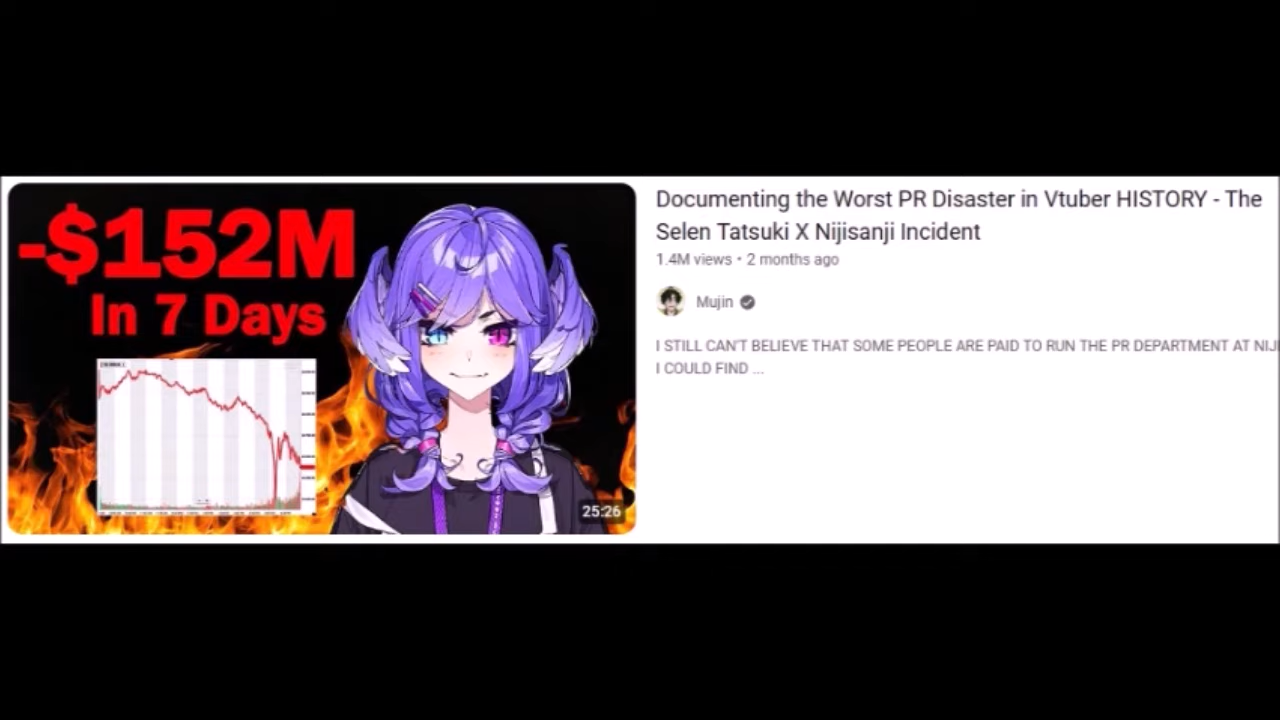 -$152M
In 7 Days
25:26
Documenting the Worst PR Disaster in Vtuber HISTORY - The
Selen Tatsuki X Nijisanji Incident
1.4M views • 2 months ago
Mujin
I STILL CAN'T BELIEVE THAT SOME PEOPLE ARE PAID TO RUN THE PR DEPARTMENT AT NIJI
I COULD FIND ...